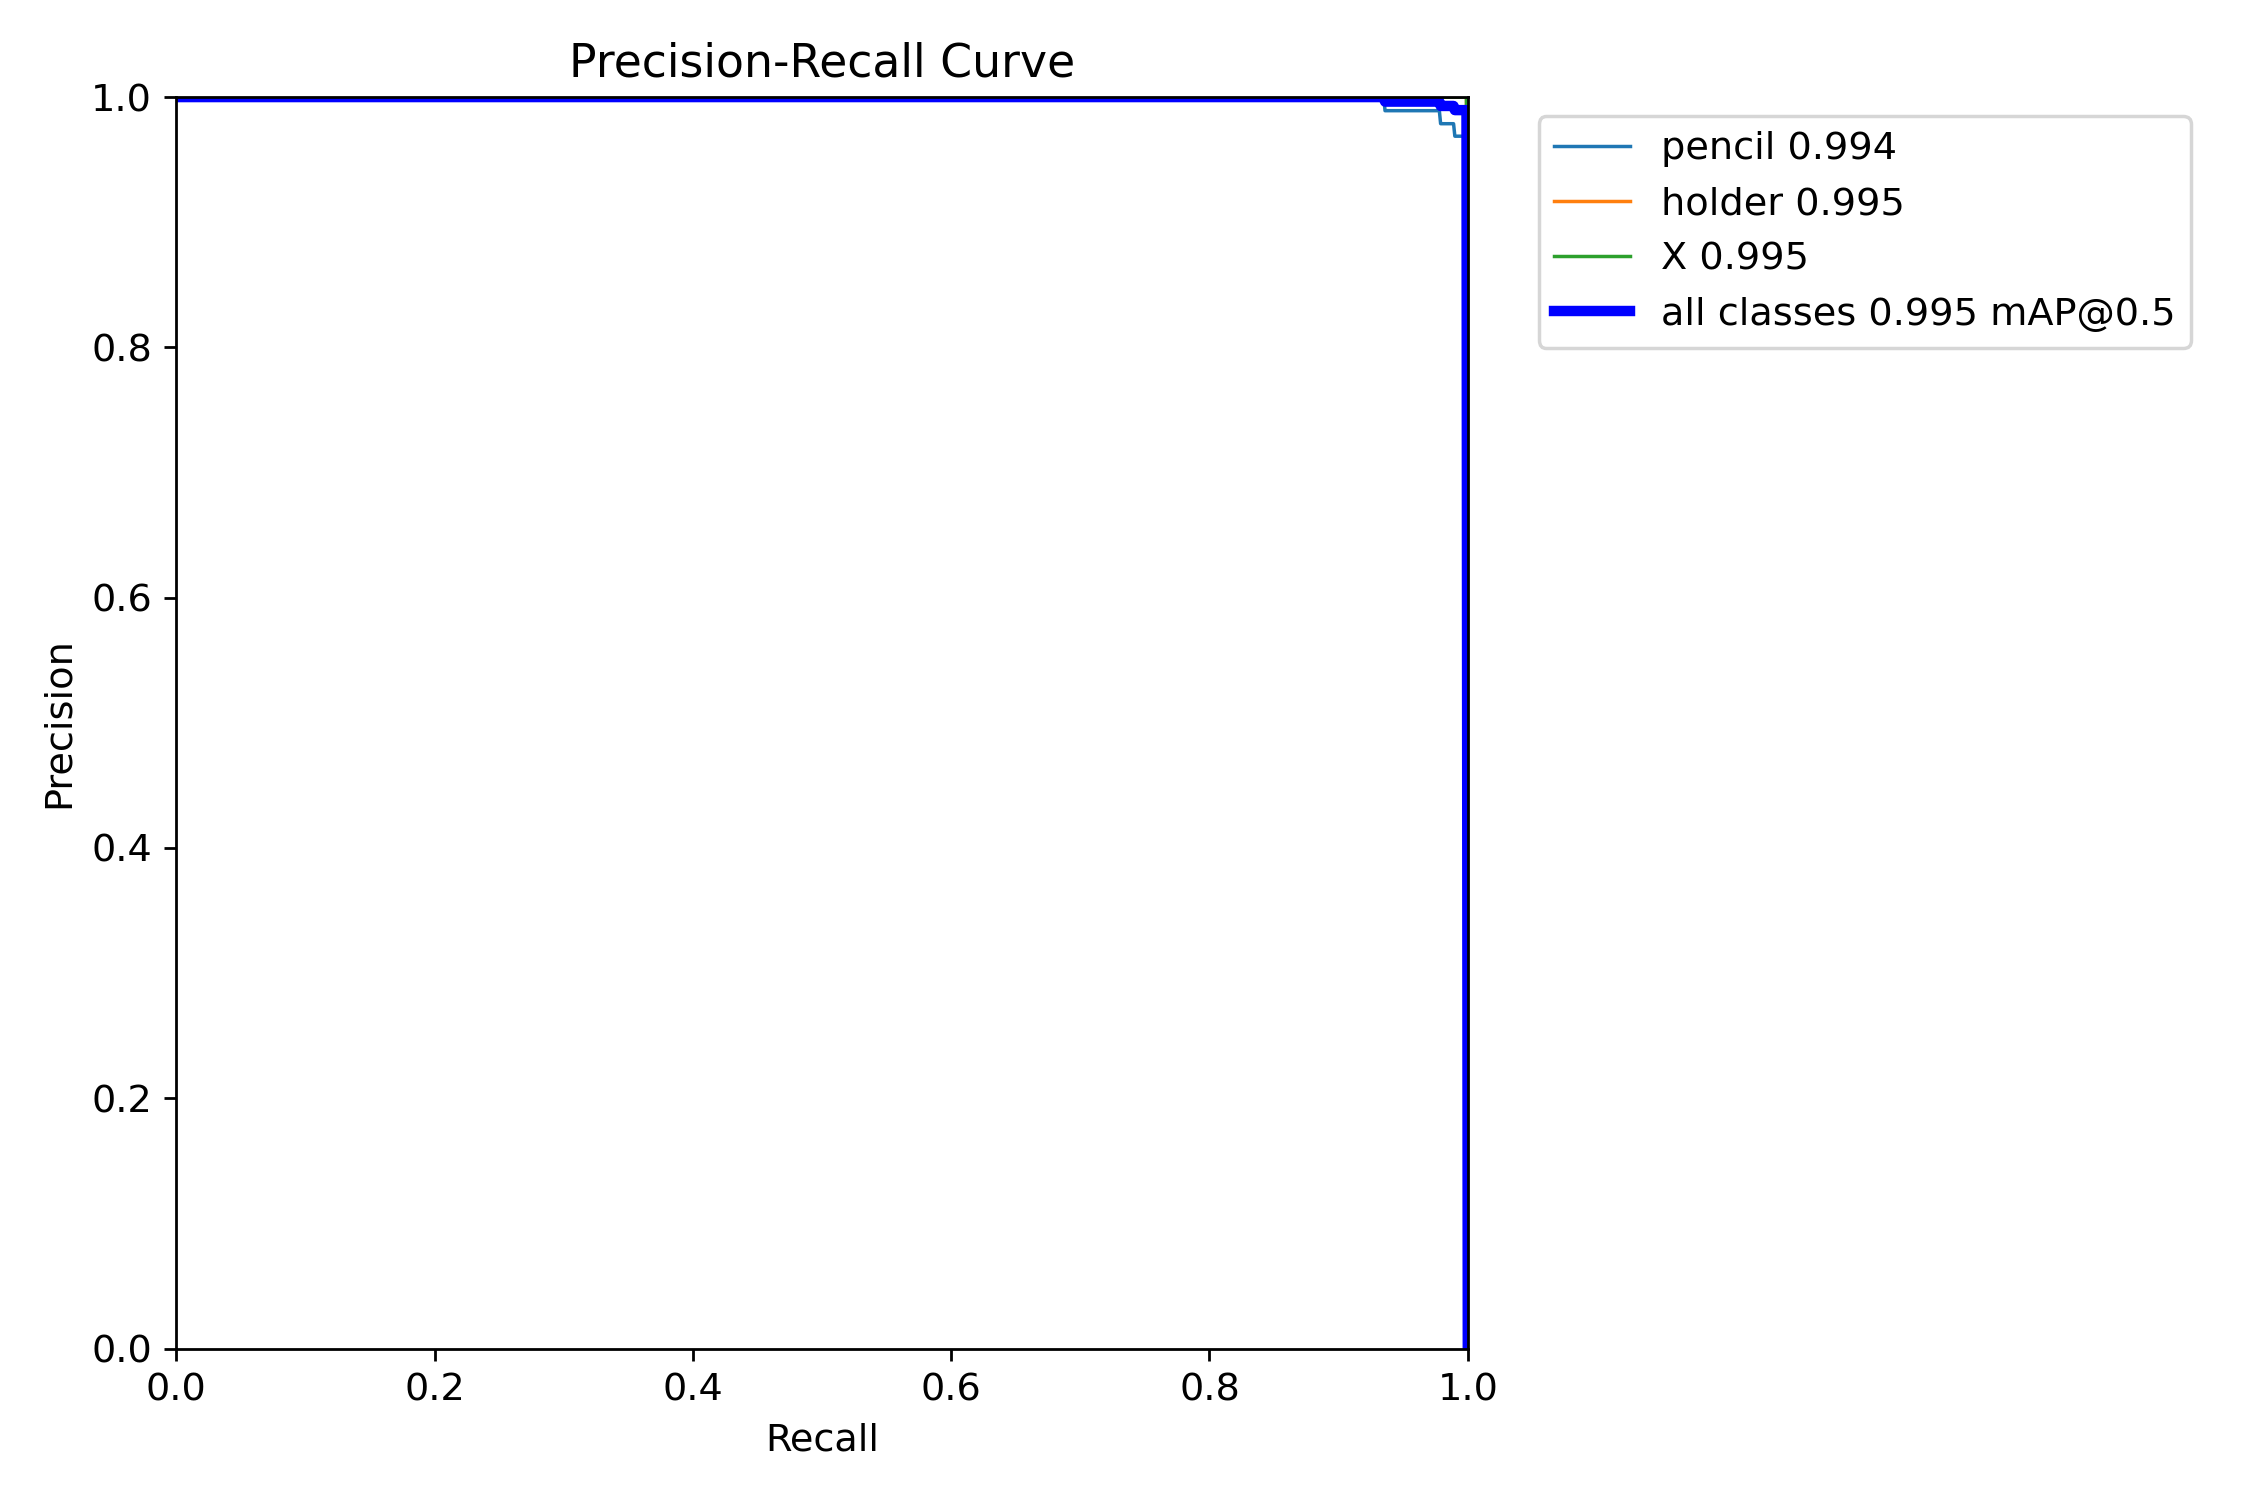 Precision-Recall Curve
1.0
0.8
0.6
0.4
0.2
0.0
Precision
0.0 0.2 0.4 0.6 0.8 1.0
Recall
pencil 0.994
holder 0.995
X 0.995
all classes 0.995 mAP@0.5